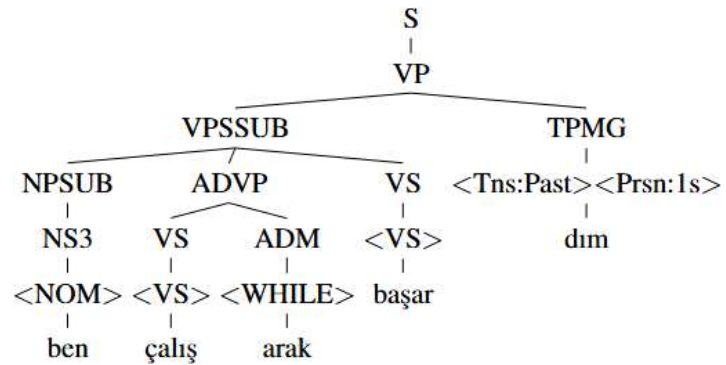 S
VP
VPSSUB TPMG
NPSUB ADVP VS <Tns:Past><Prsn:1s>
NS3 VS ADM <VS> dım
<NOM> <VS> <WHILE> başar
ben çalış arak